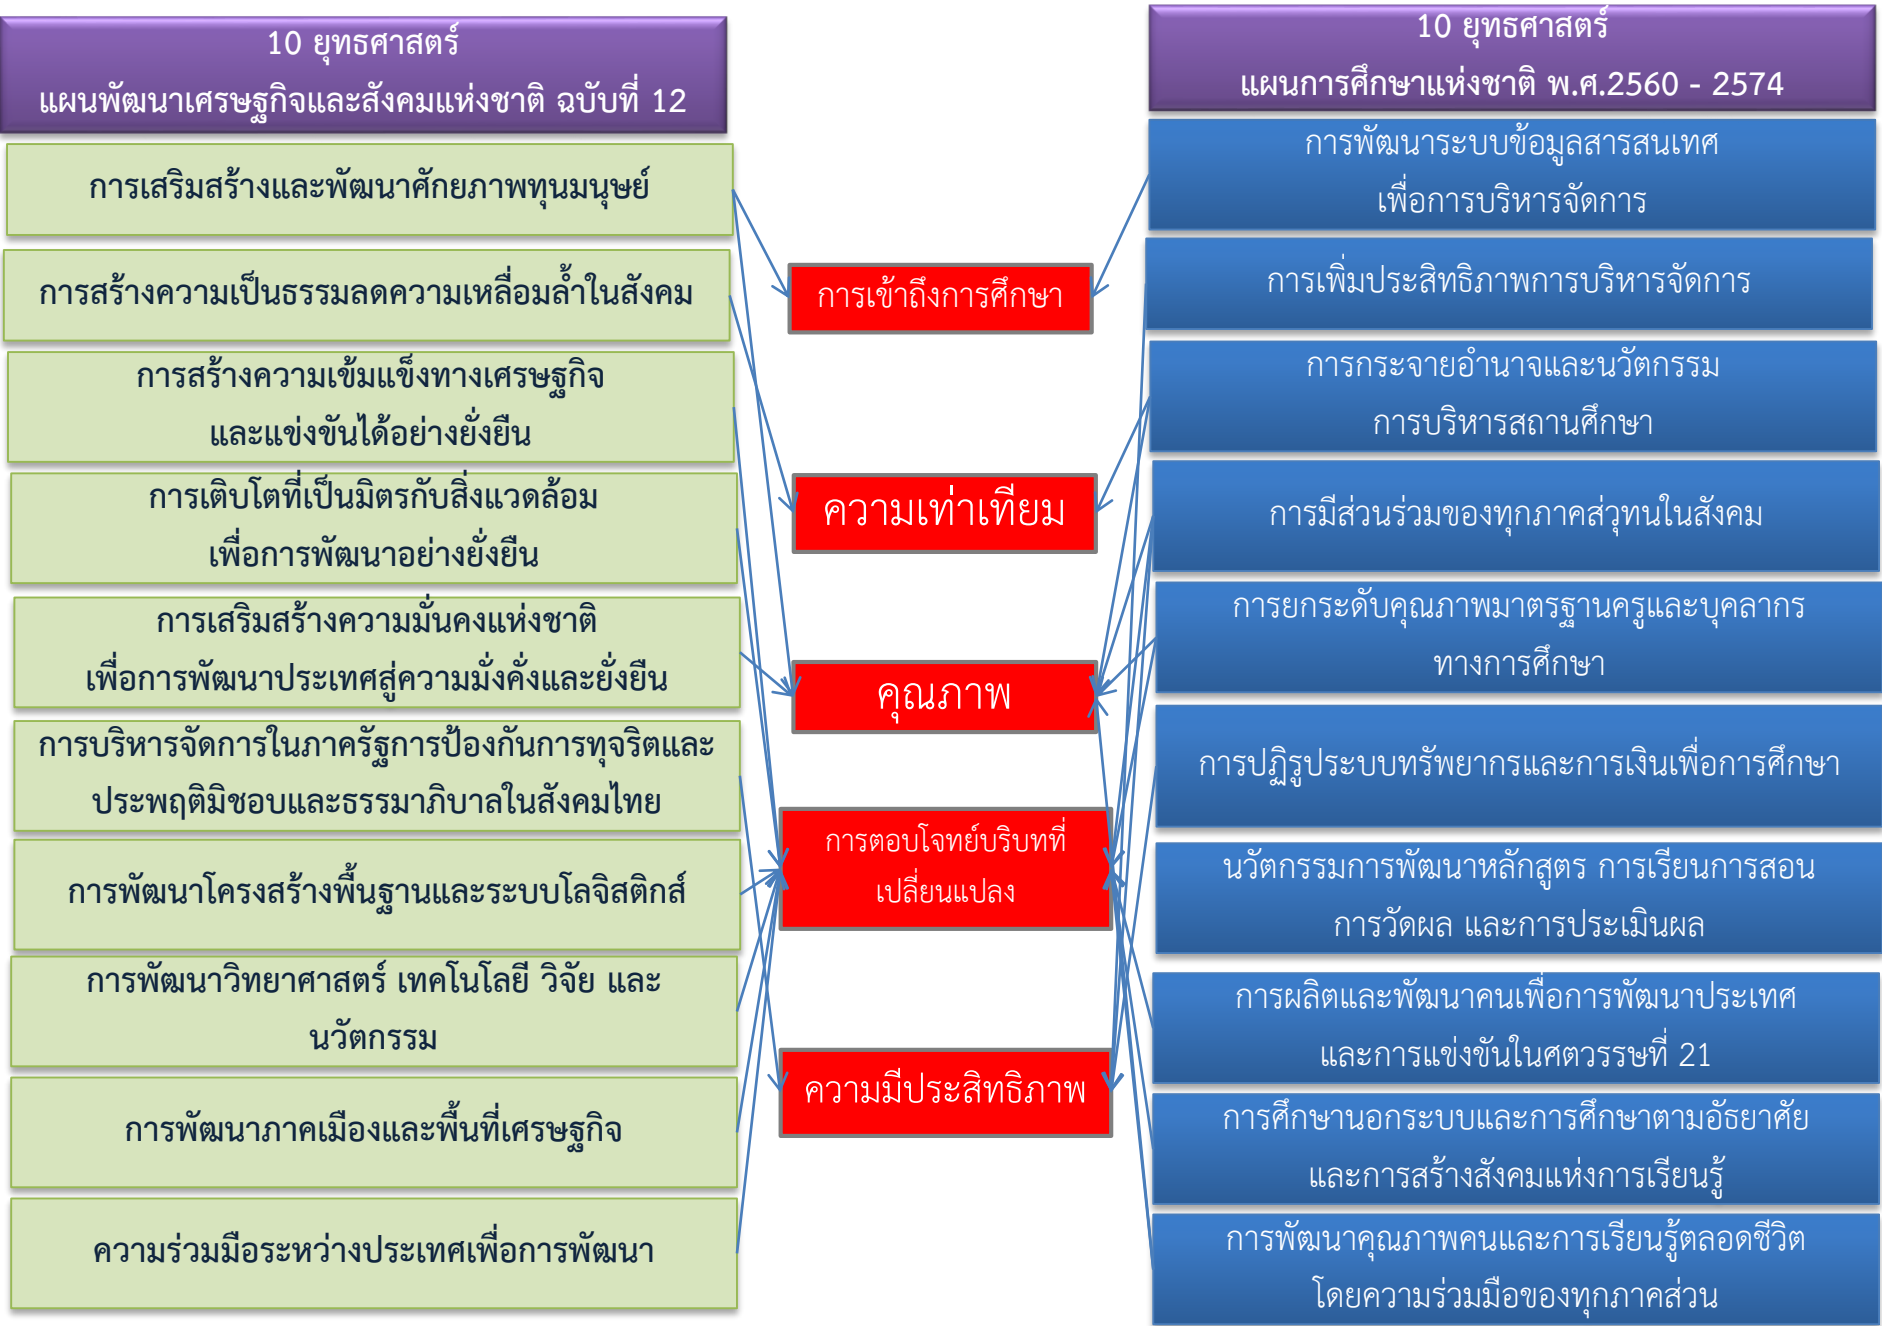 10 ยุทธศาสตร์
แผนพัฒนาเศรษฐกิจและสังคมแห่งชาติ ฉบับที่ 12
การเสริมสร้างและพัฒนาศักยภาพทุนมนุษย์
การสร้างความเป็นธรรมลดความเหลื่อมล้ำในสังคม
การสร้างความเข้มแข็งทางเศรษฐกิจ
และแข่งขันได้อย่างยั่งยืน
การเติบโตที่เป็นมิตรกับสิ่งแวดล้อม
เพื่อการพัฒนาอย่างยั่งยืน
การเสริมสร้างความมั่นคงแห่งชาติ
เพื่อการพัฒนาประเทศสู่ความมั่งคั่งและยั่งยืน
การบริหารจัดการในภาครัฐการป้องกันการทุจริตและ
ประพฤติมิชอบและธรรมาภิบาลในสังคมไทย
การพัฒนาโครงสร้างพื้นฐานและระบบโลจิสติกส์
การพัฒนาวิทยาศาสตร์ เทคโนโลยี วิจัย และ
นวัตกรรม
การพัฒนาภาคเมืองและพื้นที่เศรษฐกิจ
ความร่วมมือระหว่างประเทศเพื่อการพัฒนา
การเข้าถึงการศึกษา
ความเท่าเทียม
คุณภาพ
การตอบโจทย์บริบทที่
เปลี่ยนแปลง
ความมีประสิทธิภาพ
10 ยุทธศาสตร์
แผนการศึกษาแห่งชาติ พ.ศ.2560 - 2574
การพัฒนาระบบข้อมูลสารสนเทศ
เพื่อการบริหารจัดการ
การเพิ่มประสิทธิภาพการบริหารจัดการ
การกระจายอำนาจและนวัตกรรม
การบริหารสถานศึกษา
การมีส่วนร่วมของทุกภาคส่วุทนในสังคม
การยกระดับคุณภาพมาตรฐานครูและบุคลากร
ทางการศึกษา
การปฏิรูประบบทรัพยากรและการเงินเพื่อการศึกษา
นวัตกรรมการพัฒนาหลักสูตร การเรียนการสอน
การวัดผล และการประเมินผล
การผลิตและพัฒนาคนเพื่อการพัฒนาประเทศ
และการแข่งขันในศตวรรษที่ 21
การศึกษานอกระบบและการศึกษาตามอัธยาศัย
และการสร้างสังคมแห่งการเรียนรู้
การพัฒนาคุณภาพคนและการเรียนรู้ตลอดชีวิต
โดยความร่วมมือของทุกภาคส่วน